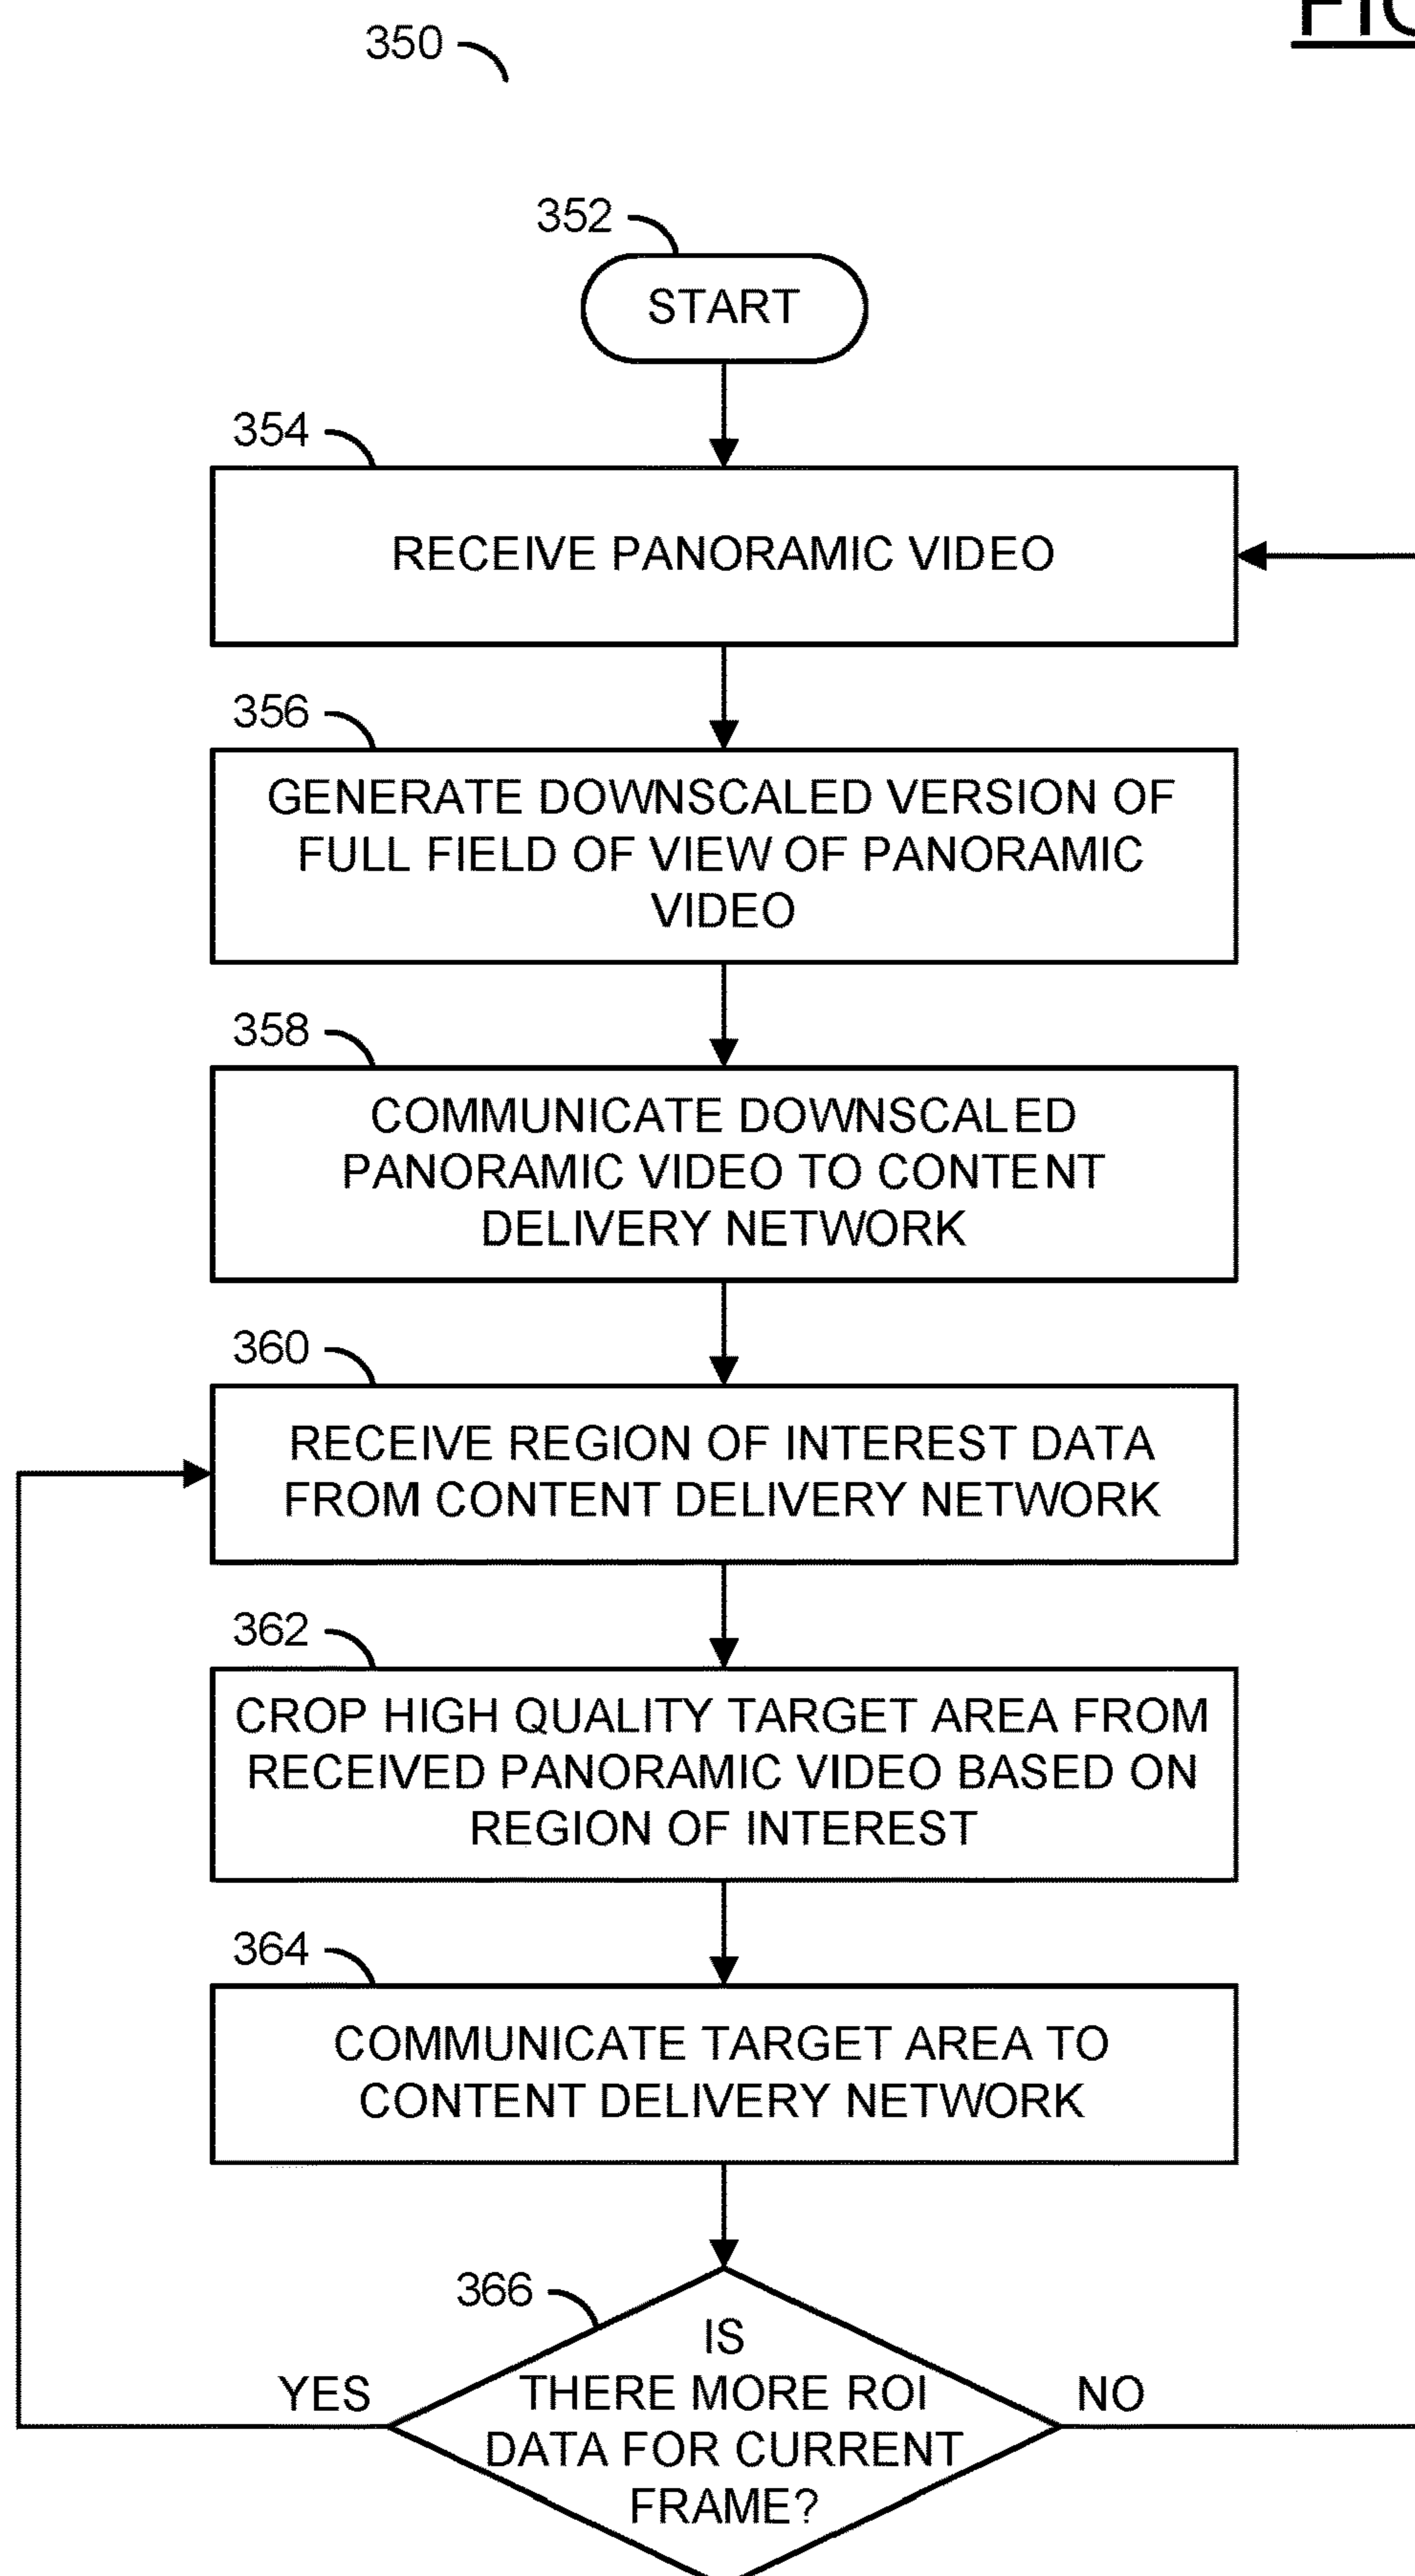 350
352
START
354
RECEIVE PANORAMIC VIDEO
356
GENERATE DOWNSCALED VERSION OF
FULL FIELD OF VIEW OF PANORAMIC
VIDEO
358
COMMUNICATE DOWNSCALED
PANORAMIC VIDEO TO CONTENT
DELIVERY NETWORK
360
RECEIVE REGION OF INTEREST DATA
FROM CONTENT DELIVERY NETWORK
362
CROP HIGH QUALITY TARGET AREA FROM
RECEIVED PANORAMIC VIDEO BASED ON
REGION OF INTEREST
364
COMMUNICATE TARGET AREA TO
CONTENT DELIVERY NETWORK
366
IS
THERE MORE ROI
DATA FOR CURRENT
FRAME?
YES
NO